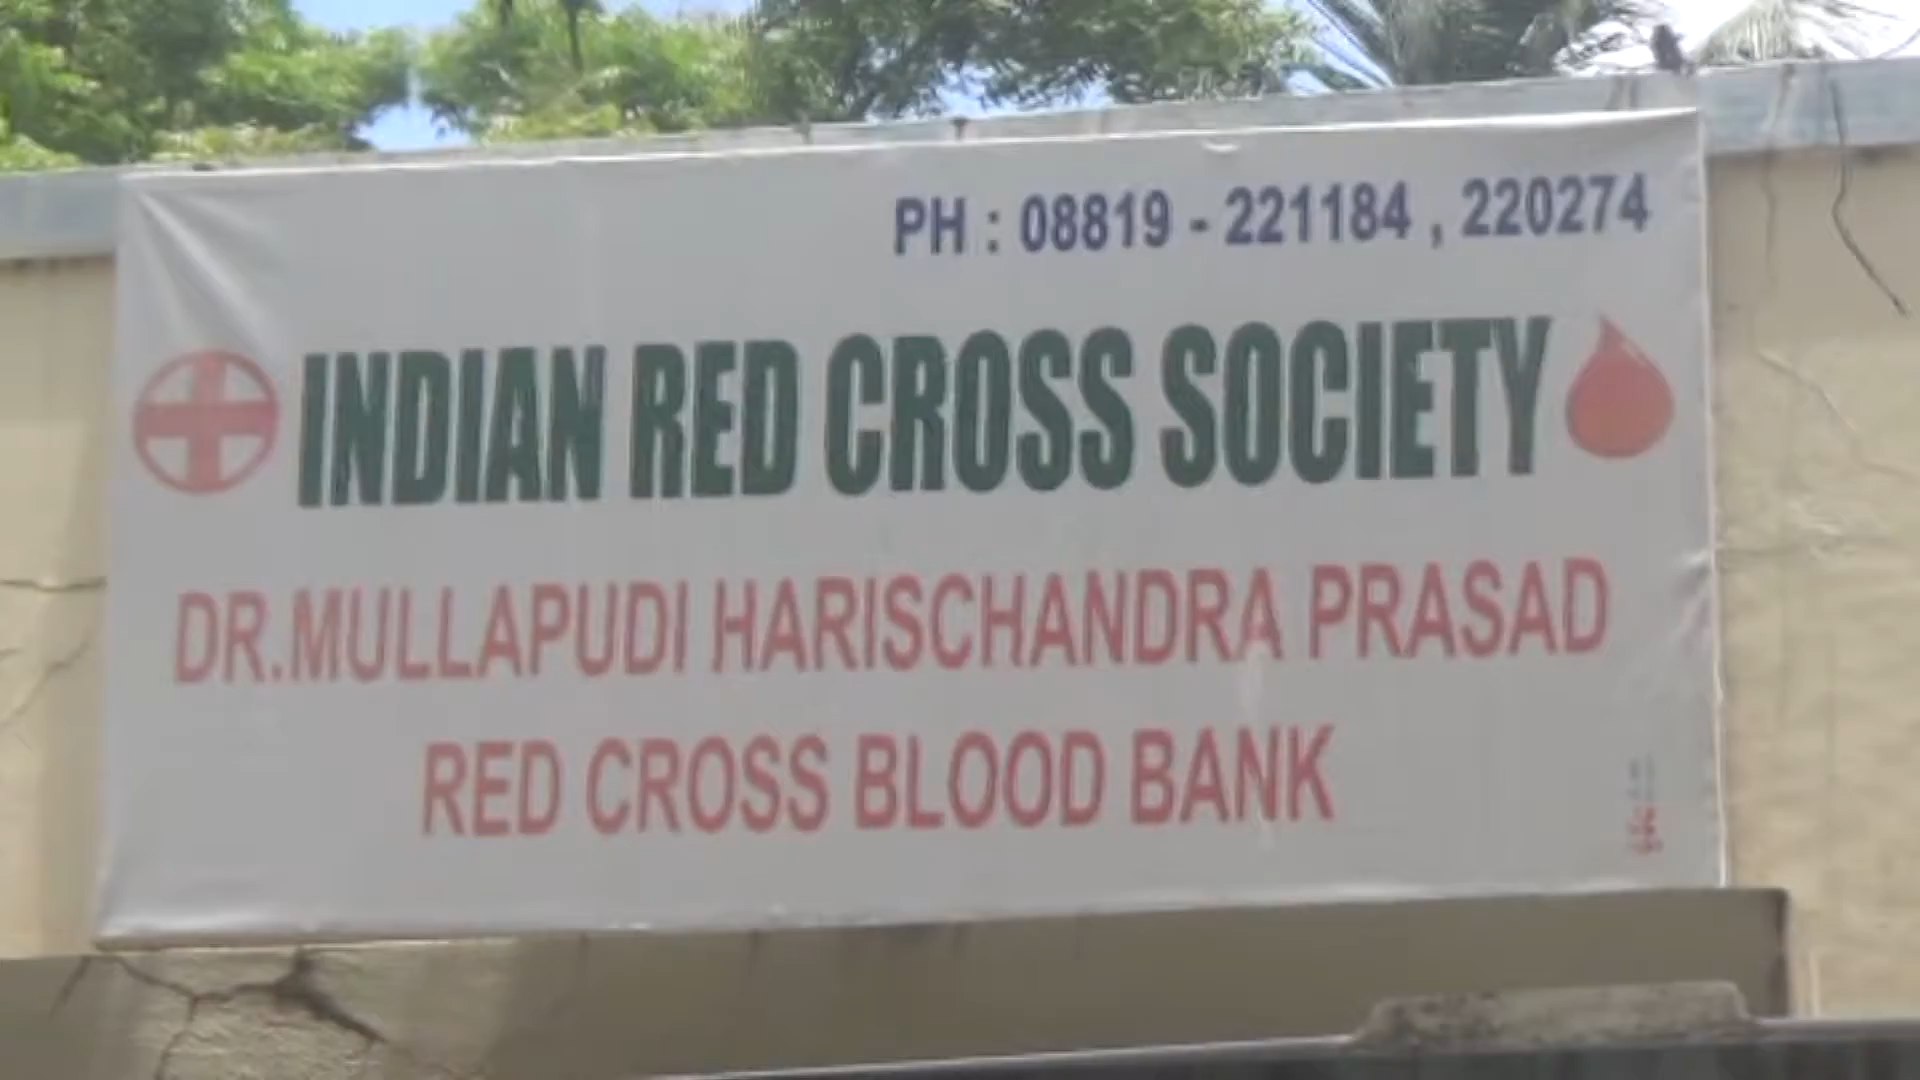 PH : 08819 - 221184 , 220274
INDIAN RED CROSS SOCIETY
DR.MULLAPUDI HARISCHANDRA PRASAD
RED CROSS BLOOD BANK